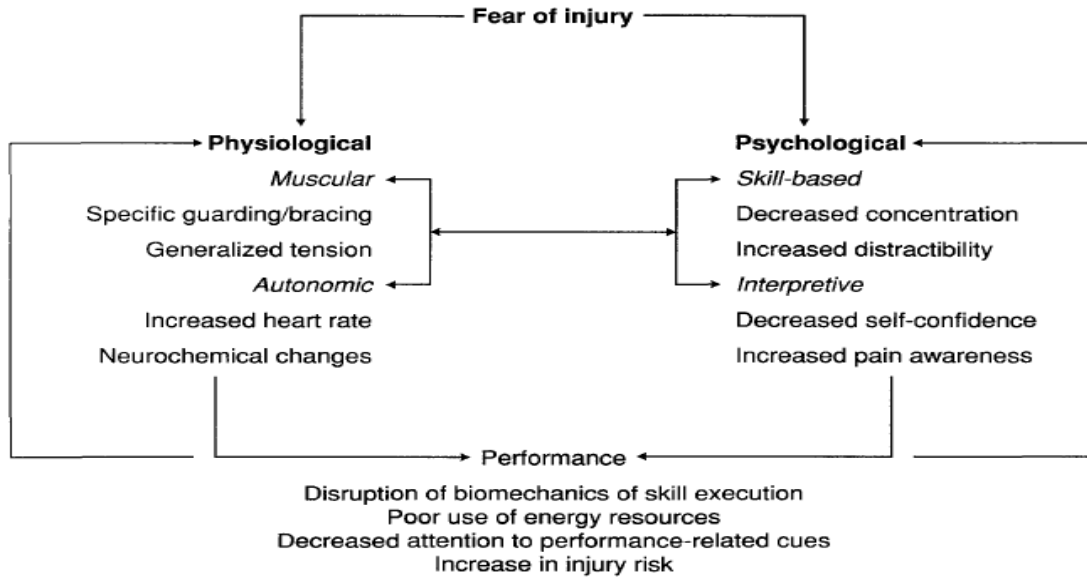 Fear of injury
Physiological
Muscular
Specific guarding/bracing
Generalized tension
Autonomic
Increased heart rate
Neurochemical changes
Psychological
Skill-based
Decreased concentration
Increased distractibility
Interpretive
Decreased self-confidence
Increased pain awareness
Performance
Disruption of biomechanics of skill execution
Poor use of energy resources
Decreased attention to performance-related cues
Increase in injury risk